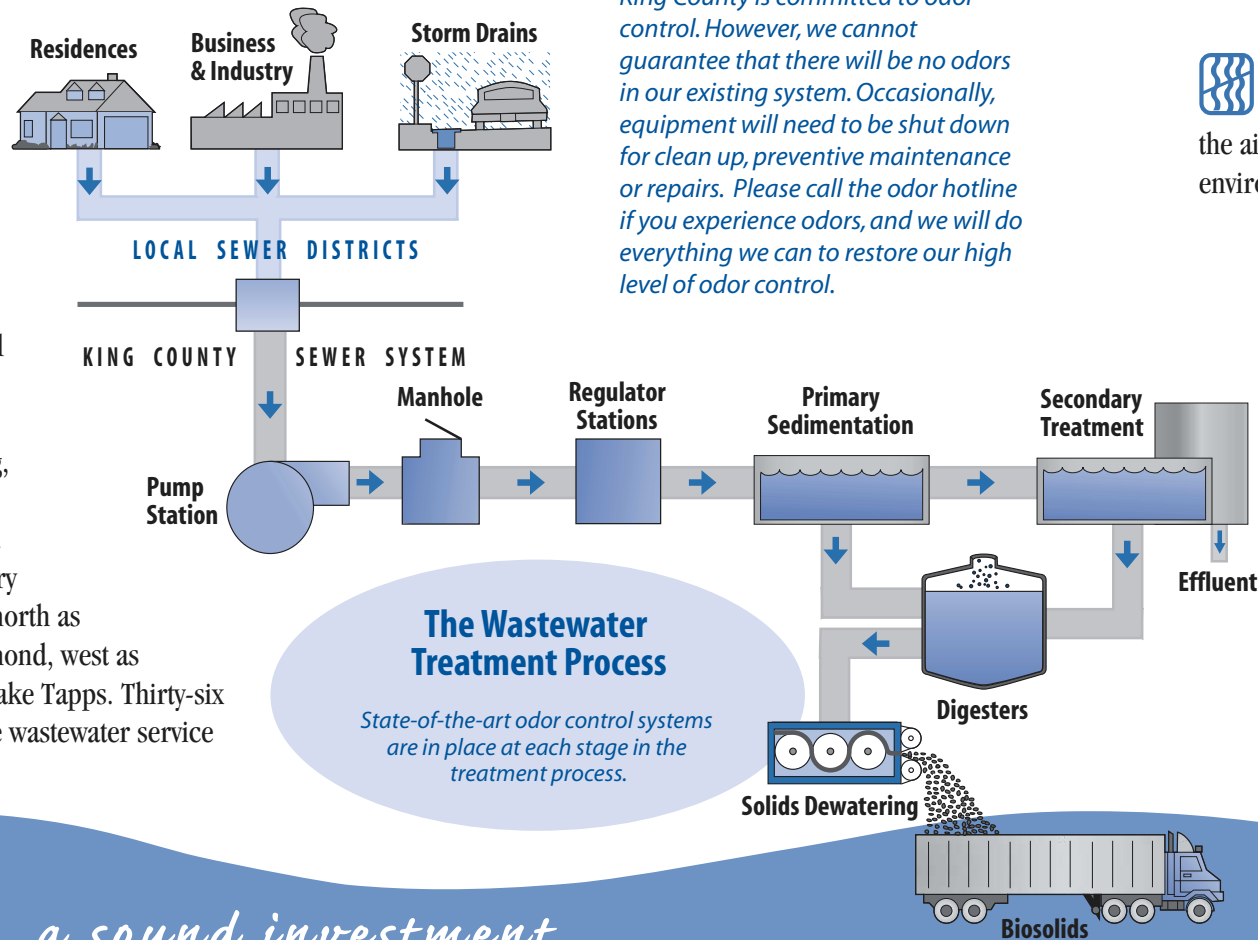 King County is committed to odor
control. However, we cannot
guarantee that there will be no odors
in our existing system. Occasionally,
equipment will need to be shut down
for clean up, preventive maintenance
or repairs. Please call the odor hotline
if you experience odors, and we will do
everything we can to restore our high
level of odor control.
the
Residences
Business
& Industry
Storm Drains
LOCAL SEWER DISTRICTS
KING COUNTY SEWER SYSTEM
Pump
Station
Manhole
Regulator
Stations
Primary
Sedimentation
Secondary
Treatment
Effluent
Digesters
Solids Dewatering
Biosolids
The Wastewater
Treatment Process
State-of-the-art odor control systems
are in place at each stage in the
treatment process.
north as
west as
ake Tapps. Thirty-six
wastewater service
a sound investment